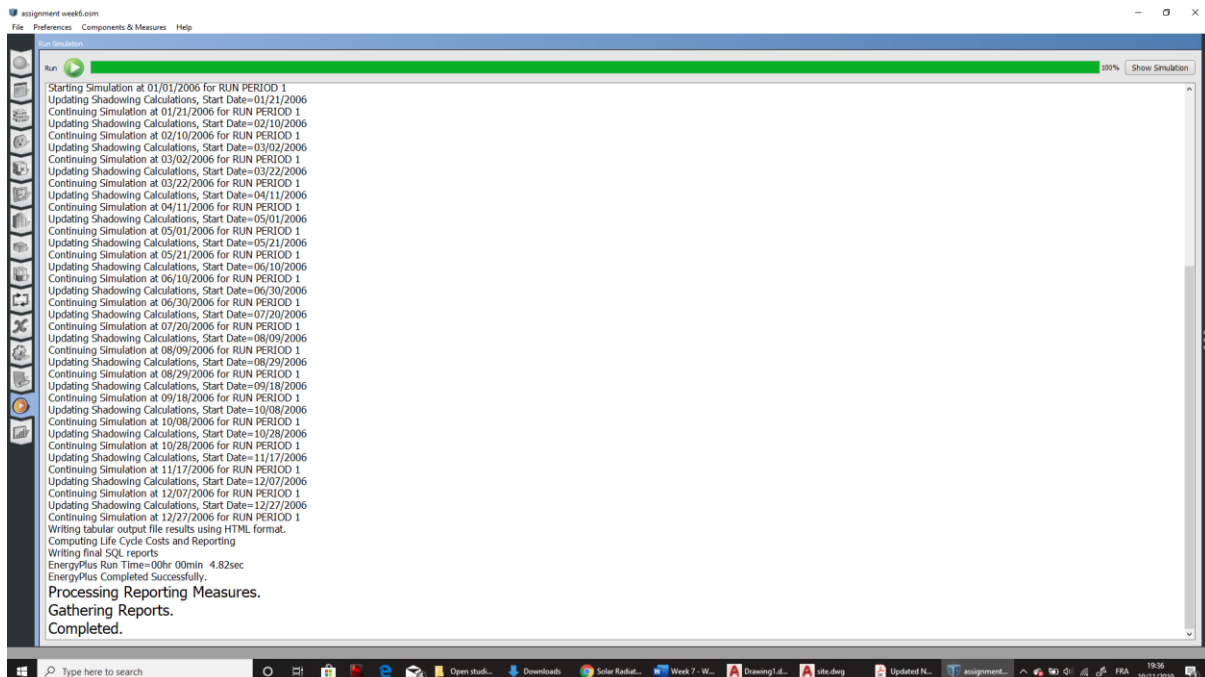 assignment week6.osm
File Preferences Components & Measures Help
Run Simulation
Run 100% Show Simulation
Starting Simulation at 01/01/2006 for RUN PERIOD 1
Updating Shadowing Calculations, Start Date=01/21/2006
Continuing Simulation at 01/21/2006 for RUN PERIOD 1
Updating Shadowing Calculations, Start Date=02/10/2006
Continuing Simulation at 02/10/2006 for RUN PERIOD 1
Updating Shadowing Calculations, Start Date=03/02/2006
Continuing Simulation at 03/02/2006 for RUN PERIOD 1
Updating Shadowing Calculations, Start Date=03/22/2006
Continuing Simulation at 03/22/2006 for RUN PERIOD 1
Updating Shadowing Calculations, Start Date=04/11/2006
Continuing Simulation at 04/11/2006 for RUN PERIOD 1
Updating Shadowing Calculations, Start Date=05/01/2006
Continuing Simulation at 05/01/2006 for RUN PERIOD 1
Updating Shadowing Calculations, Start Date=05/21/2006
Continuing Simulation at 05/21/2006 for RUN PERIOD 1
Updating Shadowing Calculations, Start Date=06/10/2006
Continuing Simulation at 06/10/2006 for RUN PERIOD 1
Updating Shadowing Calculations, Start Date=06/30/2006
Continuing Simulation at 06/30/2006 for RUN PERIOD 1
Updating Shadowing Calculations, Start Date=07/20/2006
Continuing Simulation at 07/20/2006 for RUN PERIOD 1
Updating Shadowing Calculations, Start Date=08/09/2006
Continuing Simulation at 08/09/2006 for RUN PERIOD 1
Updating Shadowing Calculations, Start Date=08/29/2006
Continuing Simulation at 08/29/2006 for RUN PERIOD 1
Updating Shadowing Calculations, Start Date=09/18/2006
Continuing Simulation at 09/18/2006 for RUN PERIOD 1
Updating Shadowing Calculations, Start Date=10/08/2006
Continuing Simulation at 10/08/2006 for RUN PERIOD 1
Updating Shadowing Calculations, Start Date=10/28/2006
Continuing Simulation at 10/28/2006 for RUN PERIOD 1
Updating Shadowing Calculations, Start Date=11/17/2006
Continuing Simulation at 11/17/2006 for RUN PERIOD 1
Updating Shadowing Calculations, Start Date=12/07/2006
Continuing Simulation at 12/07/2006 for RUN PERIOD 1
Updating Shadowing Calculations, Start Date=12/27/2006
Continuing Simulation at 12/27/2006 for RUN PERIOD 1
Writing tabular output file results using HTML format.
Computing Life Cycle Costs and Reporting
Writing final SQL reports
EnergyPlus Run Time=00hr 00min 4.82sec
EnergyPlus Completed Successfully.
Processing Reporting Measures.
Gathering Reports.
Completed.
Type here to search Open studi... Downloads Solar Radiat... Week 7 - W... Drawing1.d... site.dwg Updated N... assignment... FRA 19:36
19/11/2019